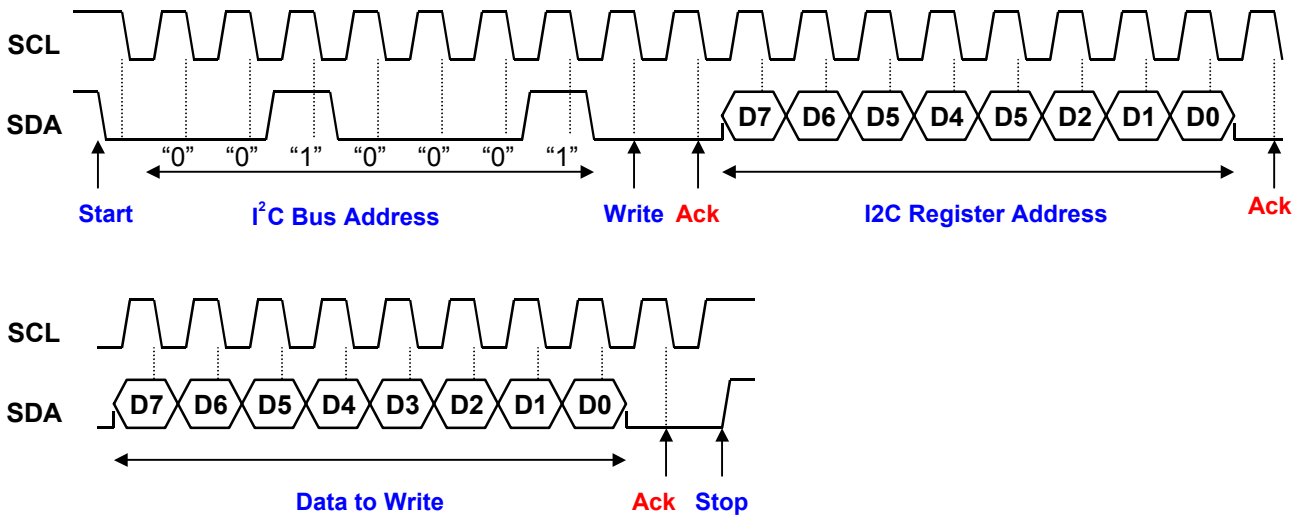 SCL
SDA
D7 D6 D5 D4 D5 D2 D1 D0
“0” “0” “1” “0” “0” “0” “1”
Start I²C Bus Address Write Ack I2C Register Address Ack
SCL
SDA
D7 D6 D5 D4 D3 D2 D1 D0
Data to Write Ack Stop